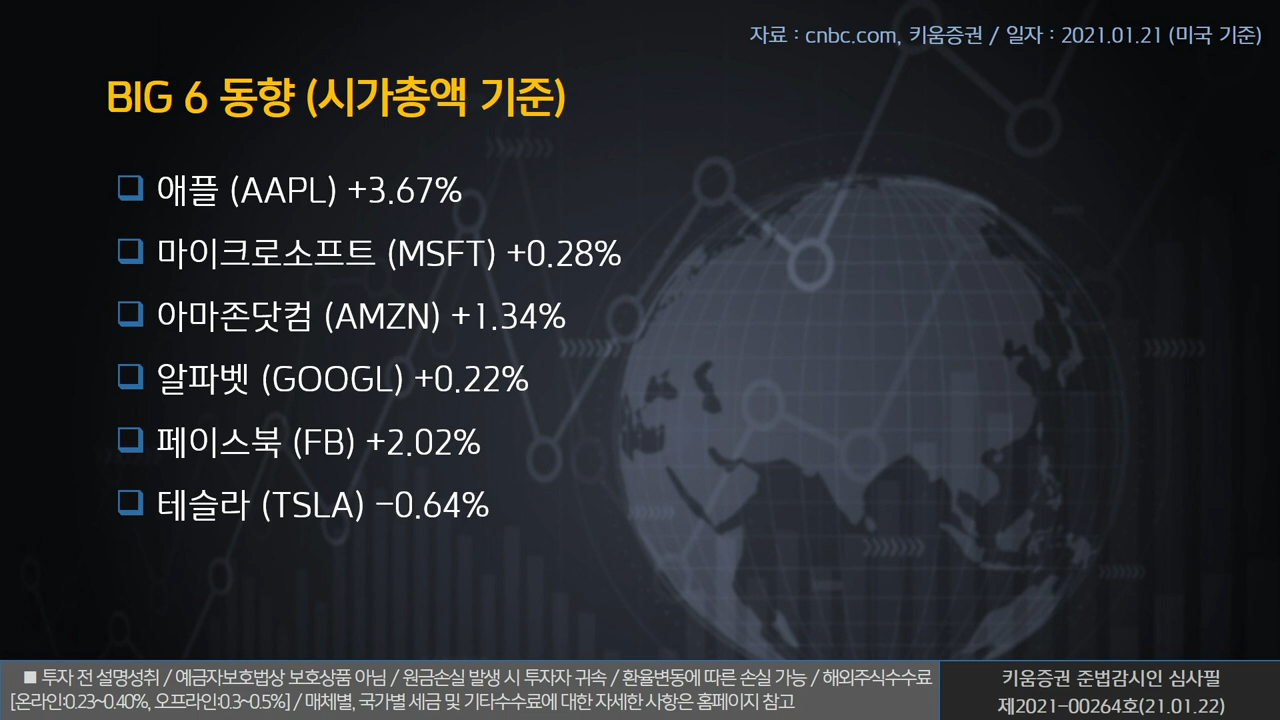 자료 : cnbc.com, 키움증권 / 일자 : 2021.01.21 (미국 기준)
BIG 6 동향 (시가총액 기준)
❑ 애플 (AAPL) +3.67%
❑ 마이크로소프트 (MSFT) +0.28%
❑ 아마존닷컴 (AMZN) +1.34%
❑ 알파벳 (GOOGL) +0.22%
❑ 페이스북 (FB) +2.02%
❑ 테슬라 (TSLA) -0.64%
■ 투자 전 설명성취 / 예금자보호법상 보호상품 아님 / 원금손실 발생 시 투자자 귀속 / 환율변동에 따른 손실 가능 / 해외주식수수료
[온라인:0.23~0.40%, 오프라인:0.3~0.5%] / 매체별, 국가별 세금 및 기타수수료에 대한 자세한 사항은 홈페이지 참고
키움증권 준법감시인 심사필
제2021-00264호(21.01.22)